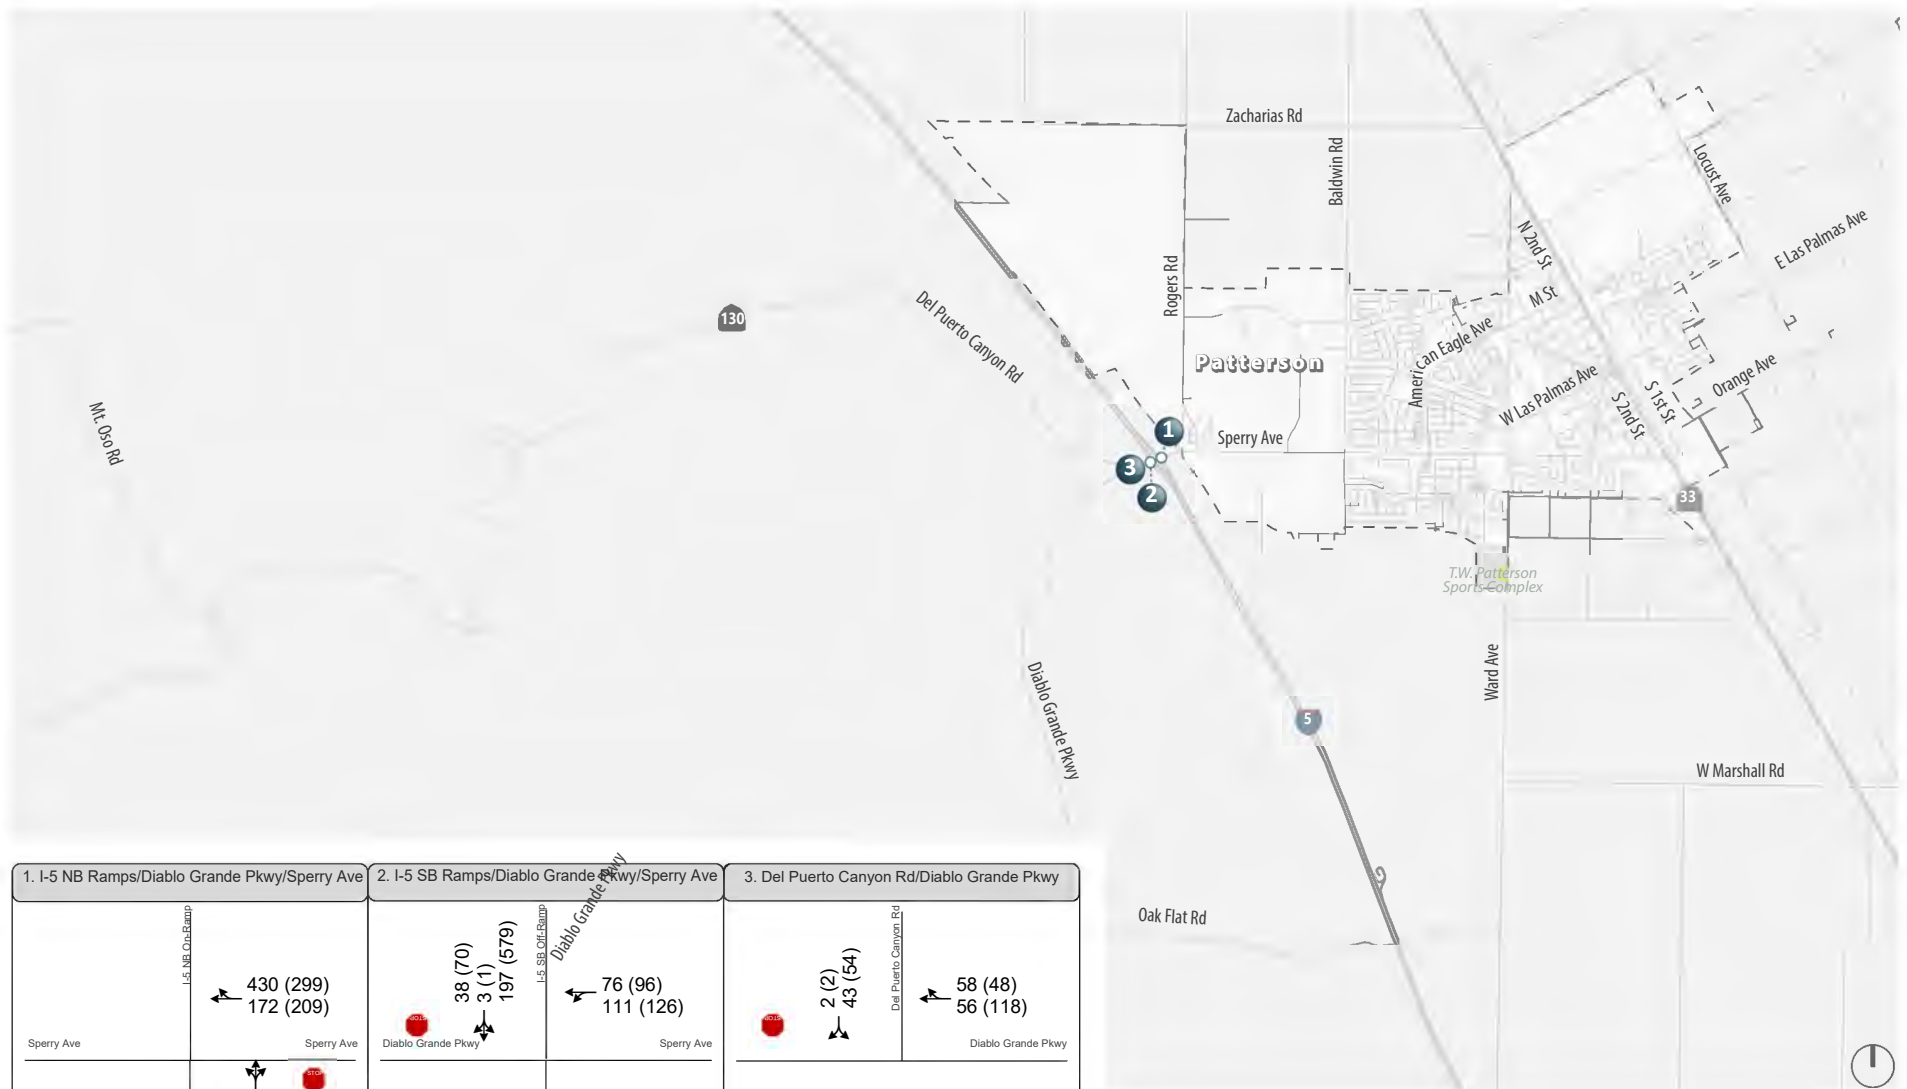 Zacharias Rd
Baldwin Rd
Locust Ave
E Las Palmas Ave
N 2nd St
M St
Rogers Rd
130
Del Puerto Canyon Rd
American Eagle Ave
Patterson
W Las Palmas Ave
S 1st St
S 2nd St
Orange Ave
Mt. Oso Rd
1
Sperry Ave
3
2
33
T.W. Patterson
Sports Complex
Diablo Grande Pkwy
Ward Ave
5
W Marshall Rd
Oak Flat Rd
Diablo Grande Pkwy
1. I-5 NB Ramps/Diablo Grande Pkwy/Sperry Ave
I-5 NB On-Ramp
430 (299)
172 (209)
Sperry Ave
Sperry Ave
STOP
2. I-5 SB Ramps/Diablo Grande Pkwy/Sperry Ave
38 (70)
3 (1)
197 (579)
I-5 SB Off-Ramp
76 (96)
111 (126)
STOP
Diablo Grande Pkwy
Sperry Ave
3. Del Puerto Canyon Rd/Diablo Grande Pkwy
2 (2)
43 (54)
Del Puerto Canyon Rd
58 (48)
56 (118)
STOP
Diablo Grande Pkwy